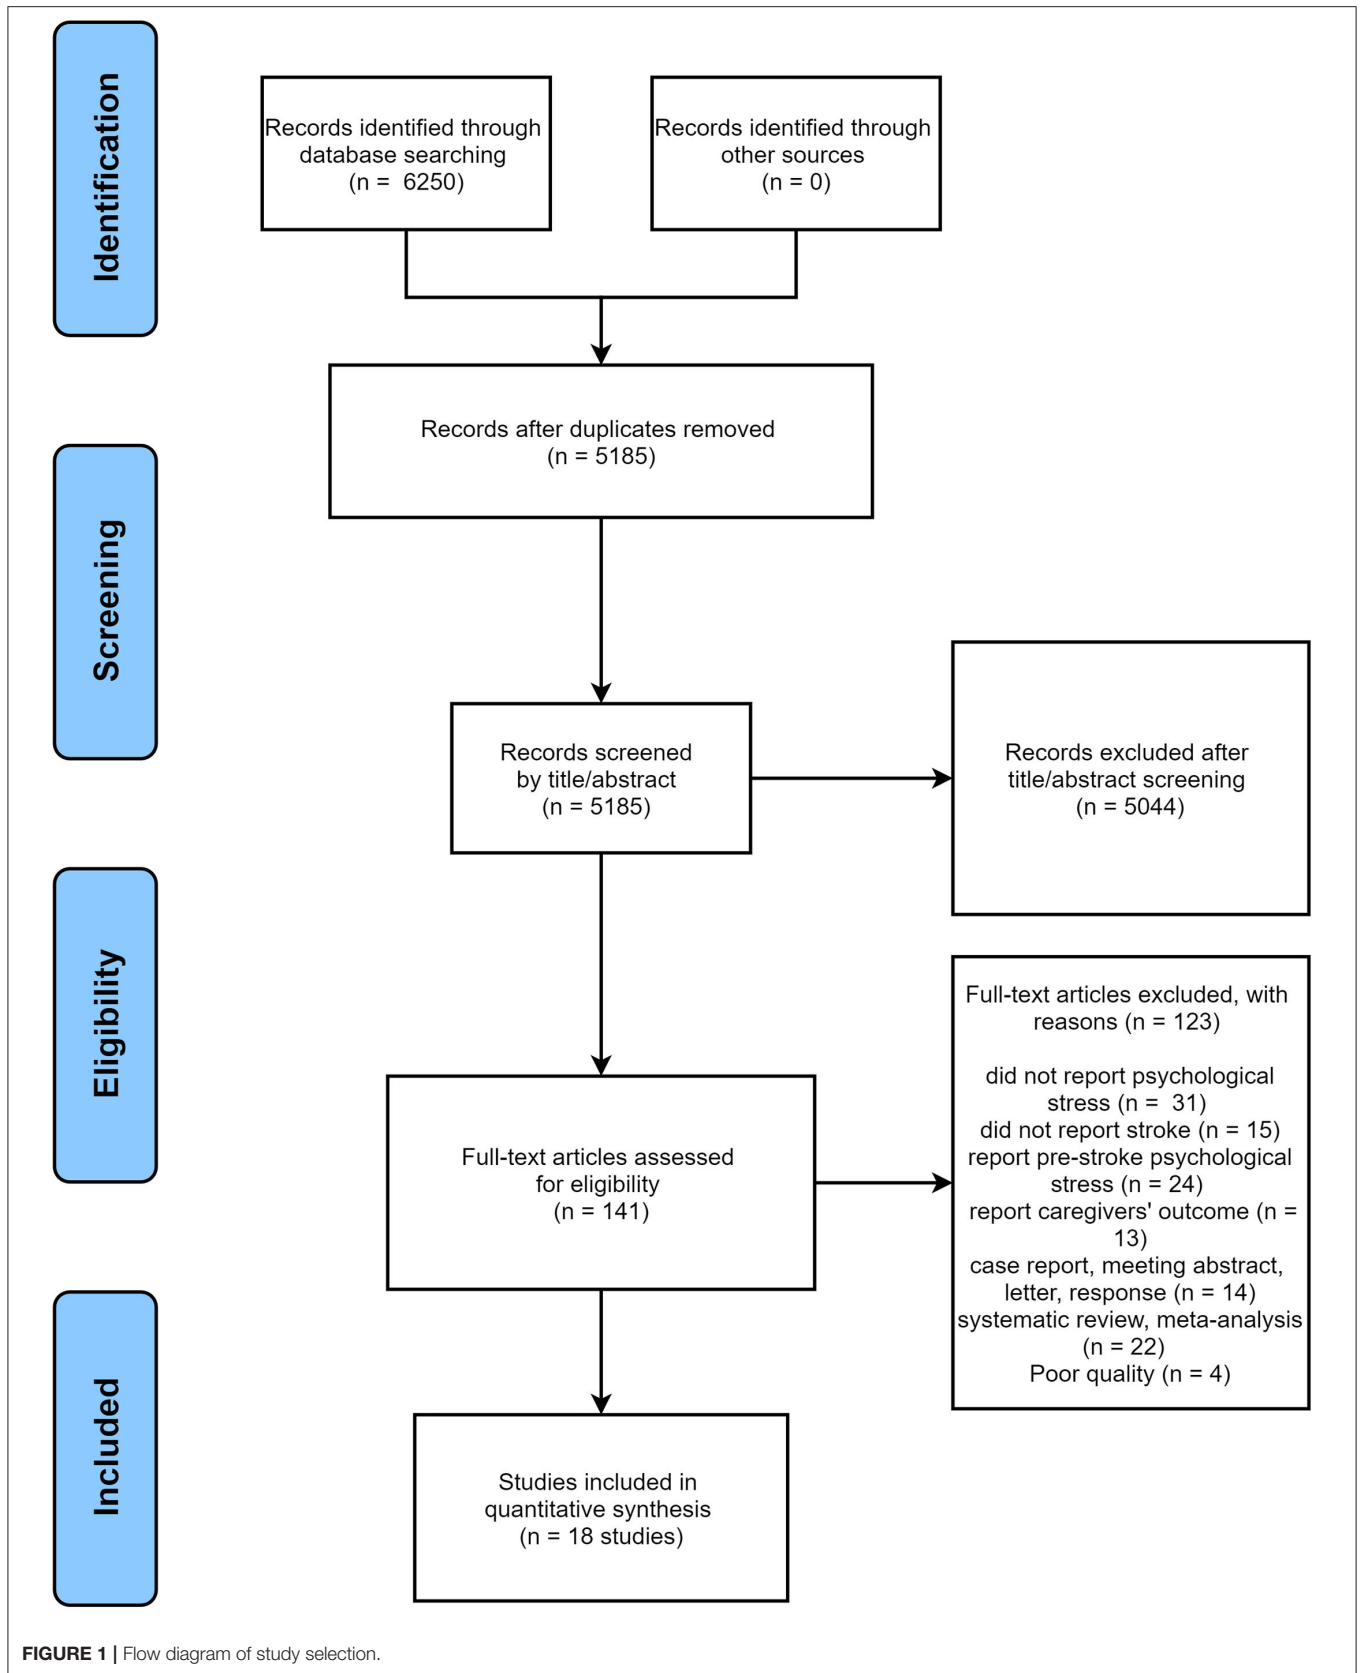 Identification
Records identified through
database searching
(n = 6250)
Records identified through
other sources
(n = 0)
Records after duplicates removed
(n = 5185)
Screening
Records screened
by title/abstract
(n = 5185)
Records excluded after
title/abstract screening
(n = 5044)
Eligibility
Full-text articles assessed
for eligibility
(n = 141)
Full-text articles excluded, with
reasons (n = 123)
did not report psychological
stress (n = 31)
did not report stroke (n = 15)
report pre-stroke psychological
stress (n = 24)
report caregivers' outcome (n =
13)
case report, meeting abstract,
letter, response (n = 14)
systematic review, meta-analysis
(n = 22)
Poor quality (n = 4)
Included
Studies included in
quantitative synthesis
(n = 18 studies)
FIGURE 1 | Flow diagram of study selection.